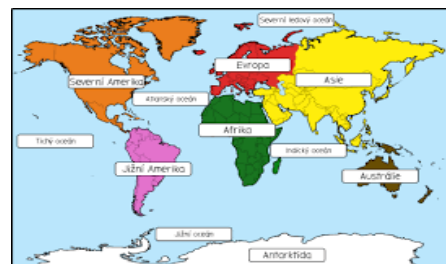 Severní ledový oceán
Evropa
Severní Amerika
Asie
Atlantský oceán
Afrika
Tichý oceán
Indický oceán
Jižní Amerika
Austrálie
Jižní oceán
Antarktida